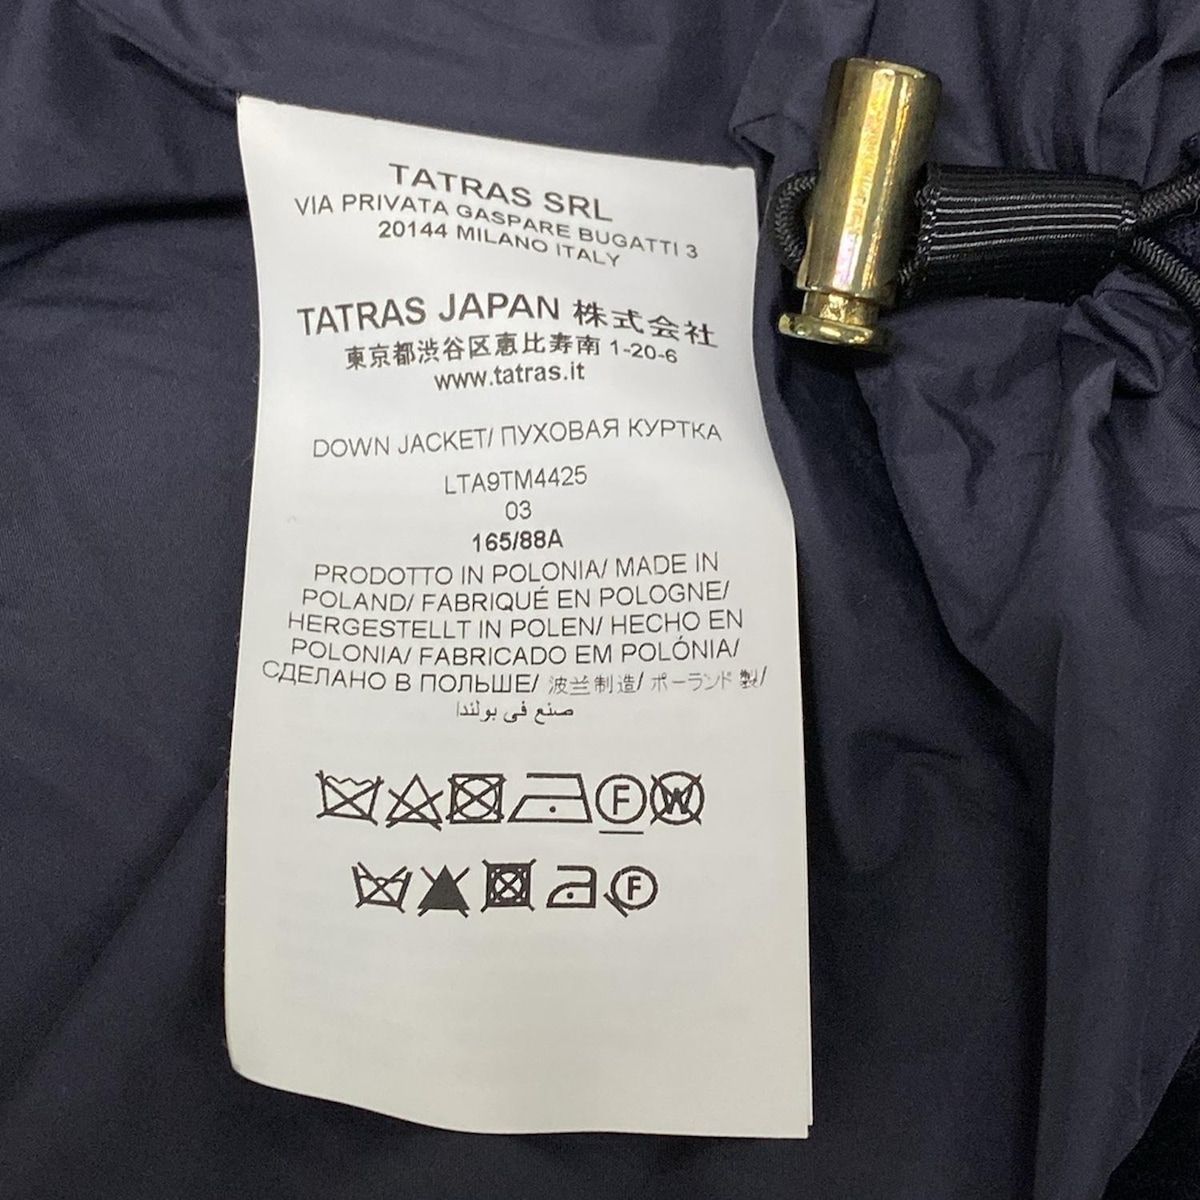 TATRAS SRL
VIA PRIVATA GASPARE BUGATTI 3
20144 MILANO ITALY
TATRAS JAPAN 株式会社
東京都渋谷区恵比寿南 1-20-6
www.tatras.it
DOWN JACKET/ ПУХОВАЯ КУРТКА
LTA9TM4425
03
165/88A
PRODOTTO IN POLONIA/ MADE IN
POLAND/ FABRIQUÉ EN POLOGNE/
HERGESTELLT IN POLEN/ HECHO EN
POLONIA/ FABRICADO EM POLÓNIA/
СДЕЛАНО В ПОЛЬШЕ/ 波兰制造/ ポーランド製/
صنع في بولندا
F W
F